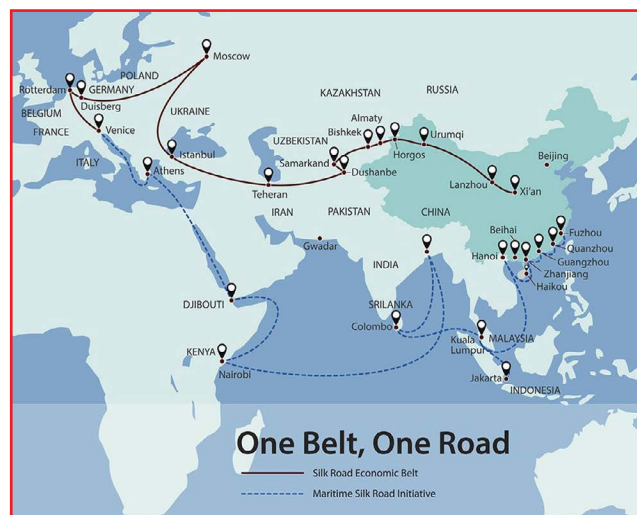 Moscow
POLAND
Rotterdam
GERMANY
Duisberg
KAZAKHSTAN
RUSSIA
BELGIUM
UKRAINE
Almaty
FRANCE
Venice
Bishkek
Urumqi
UZBEKISTAN
Horgos
ITALY
Istanbul
Samarkand
Beijing
Athens
Dushanbe
Lanzhou
Xi'an
Teheran
IRAN
PAKISTAN
CHINA
Beihai
Fuzhou
Gwadar
Quanzhou
INDIA
Hanoi
Guangzhou
Zhanjiang
Haikou
DJIBOUTI
SRILANKA
Colombo
Kuala
Lumpur
MALAYSIA
KENYA
Nairobi
Jakarta
INDONESIA
One Belt, One Road
Silk Road Economic Belt
Maritime Silk Road Initiative